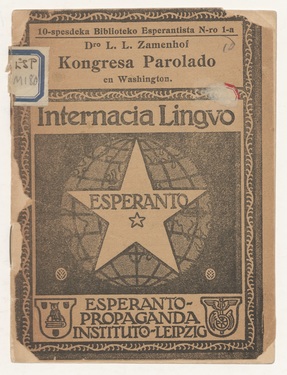 10-spesdeka Biblioteko Esperantista N-ro 1-a
Dro L. L. Zamenhof
Kongresa Parolado
en Washington.
ESP
Internacia Lingvo
ESPERANTO
ESPERANTO-
PROPAGANDA
INSTITUTO-LEIPZIG